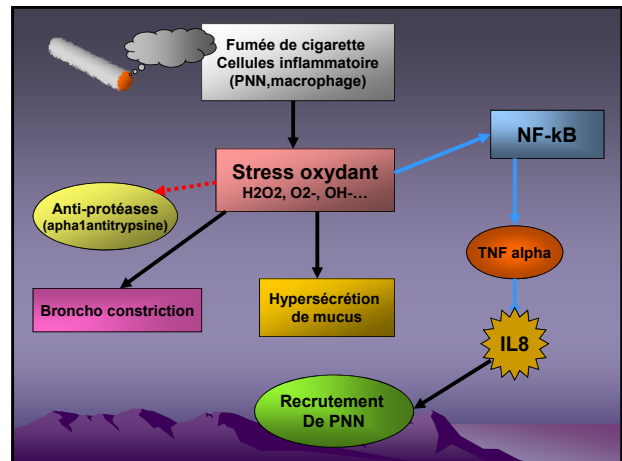 Fumée de cigarette
Cellules inflammatoire
(PNN,macrophage)
NF-kB
Stress oxydant
H2O2, O2-, OH-…
Anti-protéases
(apha1antitrypsine)
TNF alpha
Broncho constriction
Hypersécrétion
de mucus
IL8
Recrutement
De PNN